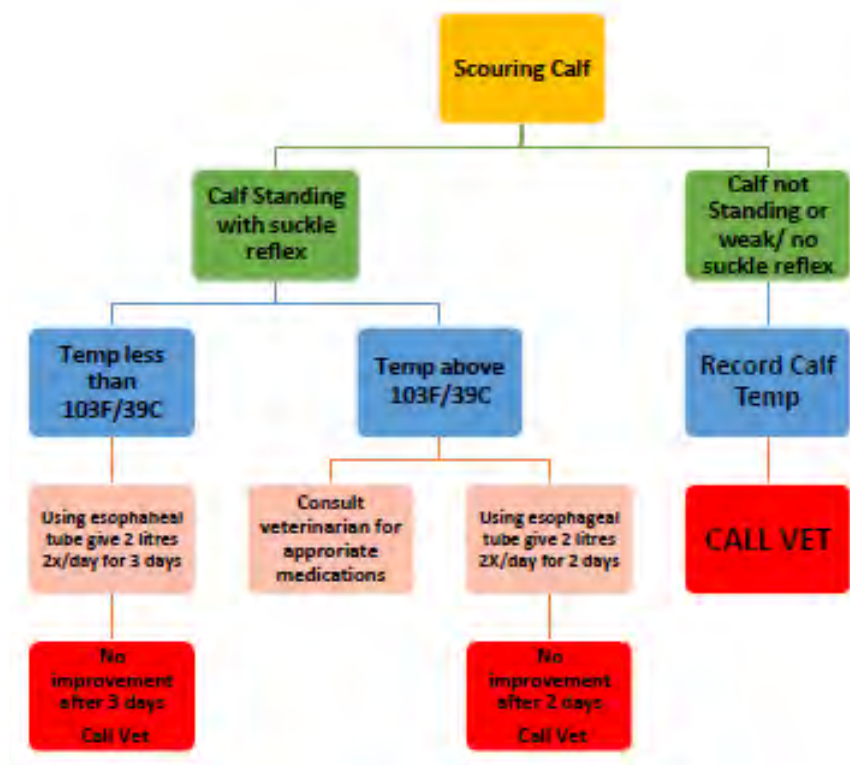 Scouring Calf
Calf Standing
with suckle
reflex
Calf not
Standing or
weak/ no
suckle reflex
Temp less
than
103F/39C
Temp above
103F/39C
Record Calf
Temp
Using esophaheal
tube give 2 litres
2x/day for 3 days
Consult
veterinarian for
approriate
medications
Using esophageal
tube give 2 litres
2X/day for 2 days
CALL VET
No
improvement
after 3 days
Call Vet
No
improvement
after 2 days
Call Vet